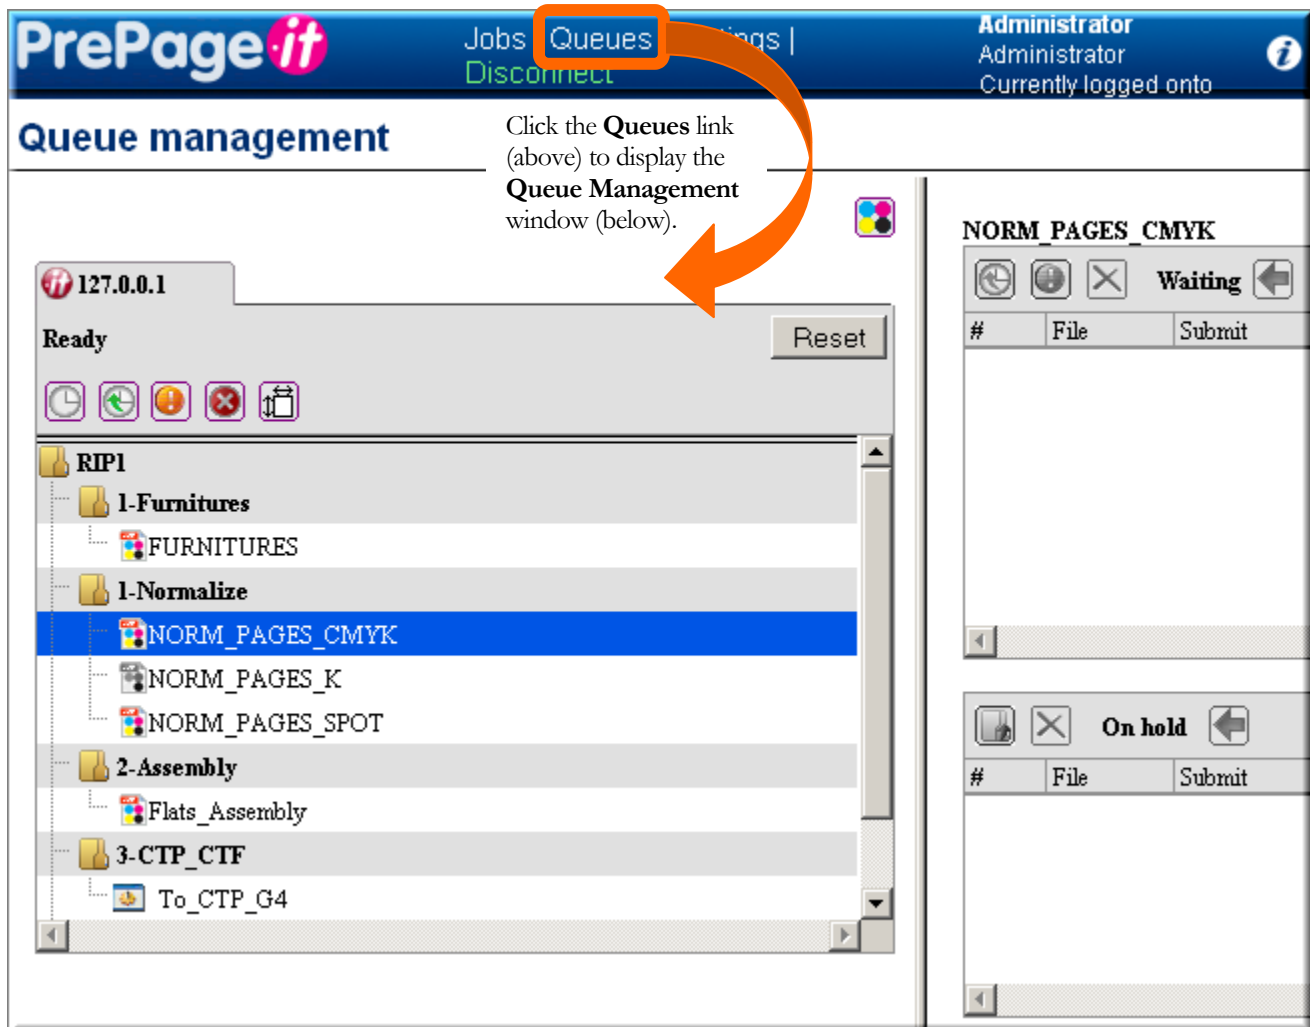 PrePage-it
Jobs | Queues
Disconnect
Administrator
Administrator
Currently logged onto
Queue management
Click the Queues link
(above) to display the
Queue Management
window (below).
127.0.0.1
Ready
Reset
RIP1
1-Furnitures
FURNITURES
1-Normalize
NORM_PAGES_CMYK
NORM_PAGES_K
NORM_PAGES_SPOT
2-Assembly
Flats_Assembly
3-CTP_CTF
To_CTP_G4
NORM_PAGES_CMYK
Waiting
# File Submit
On hold
# File Submit